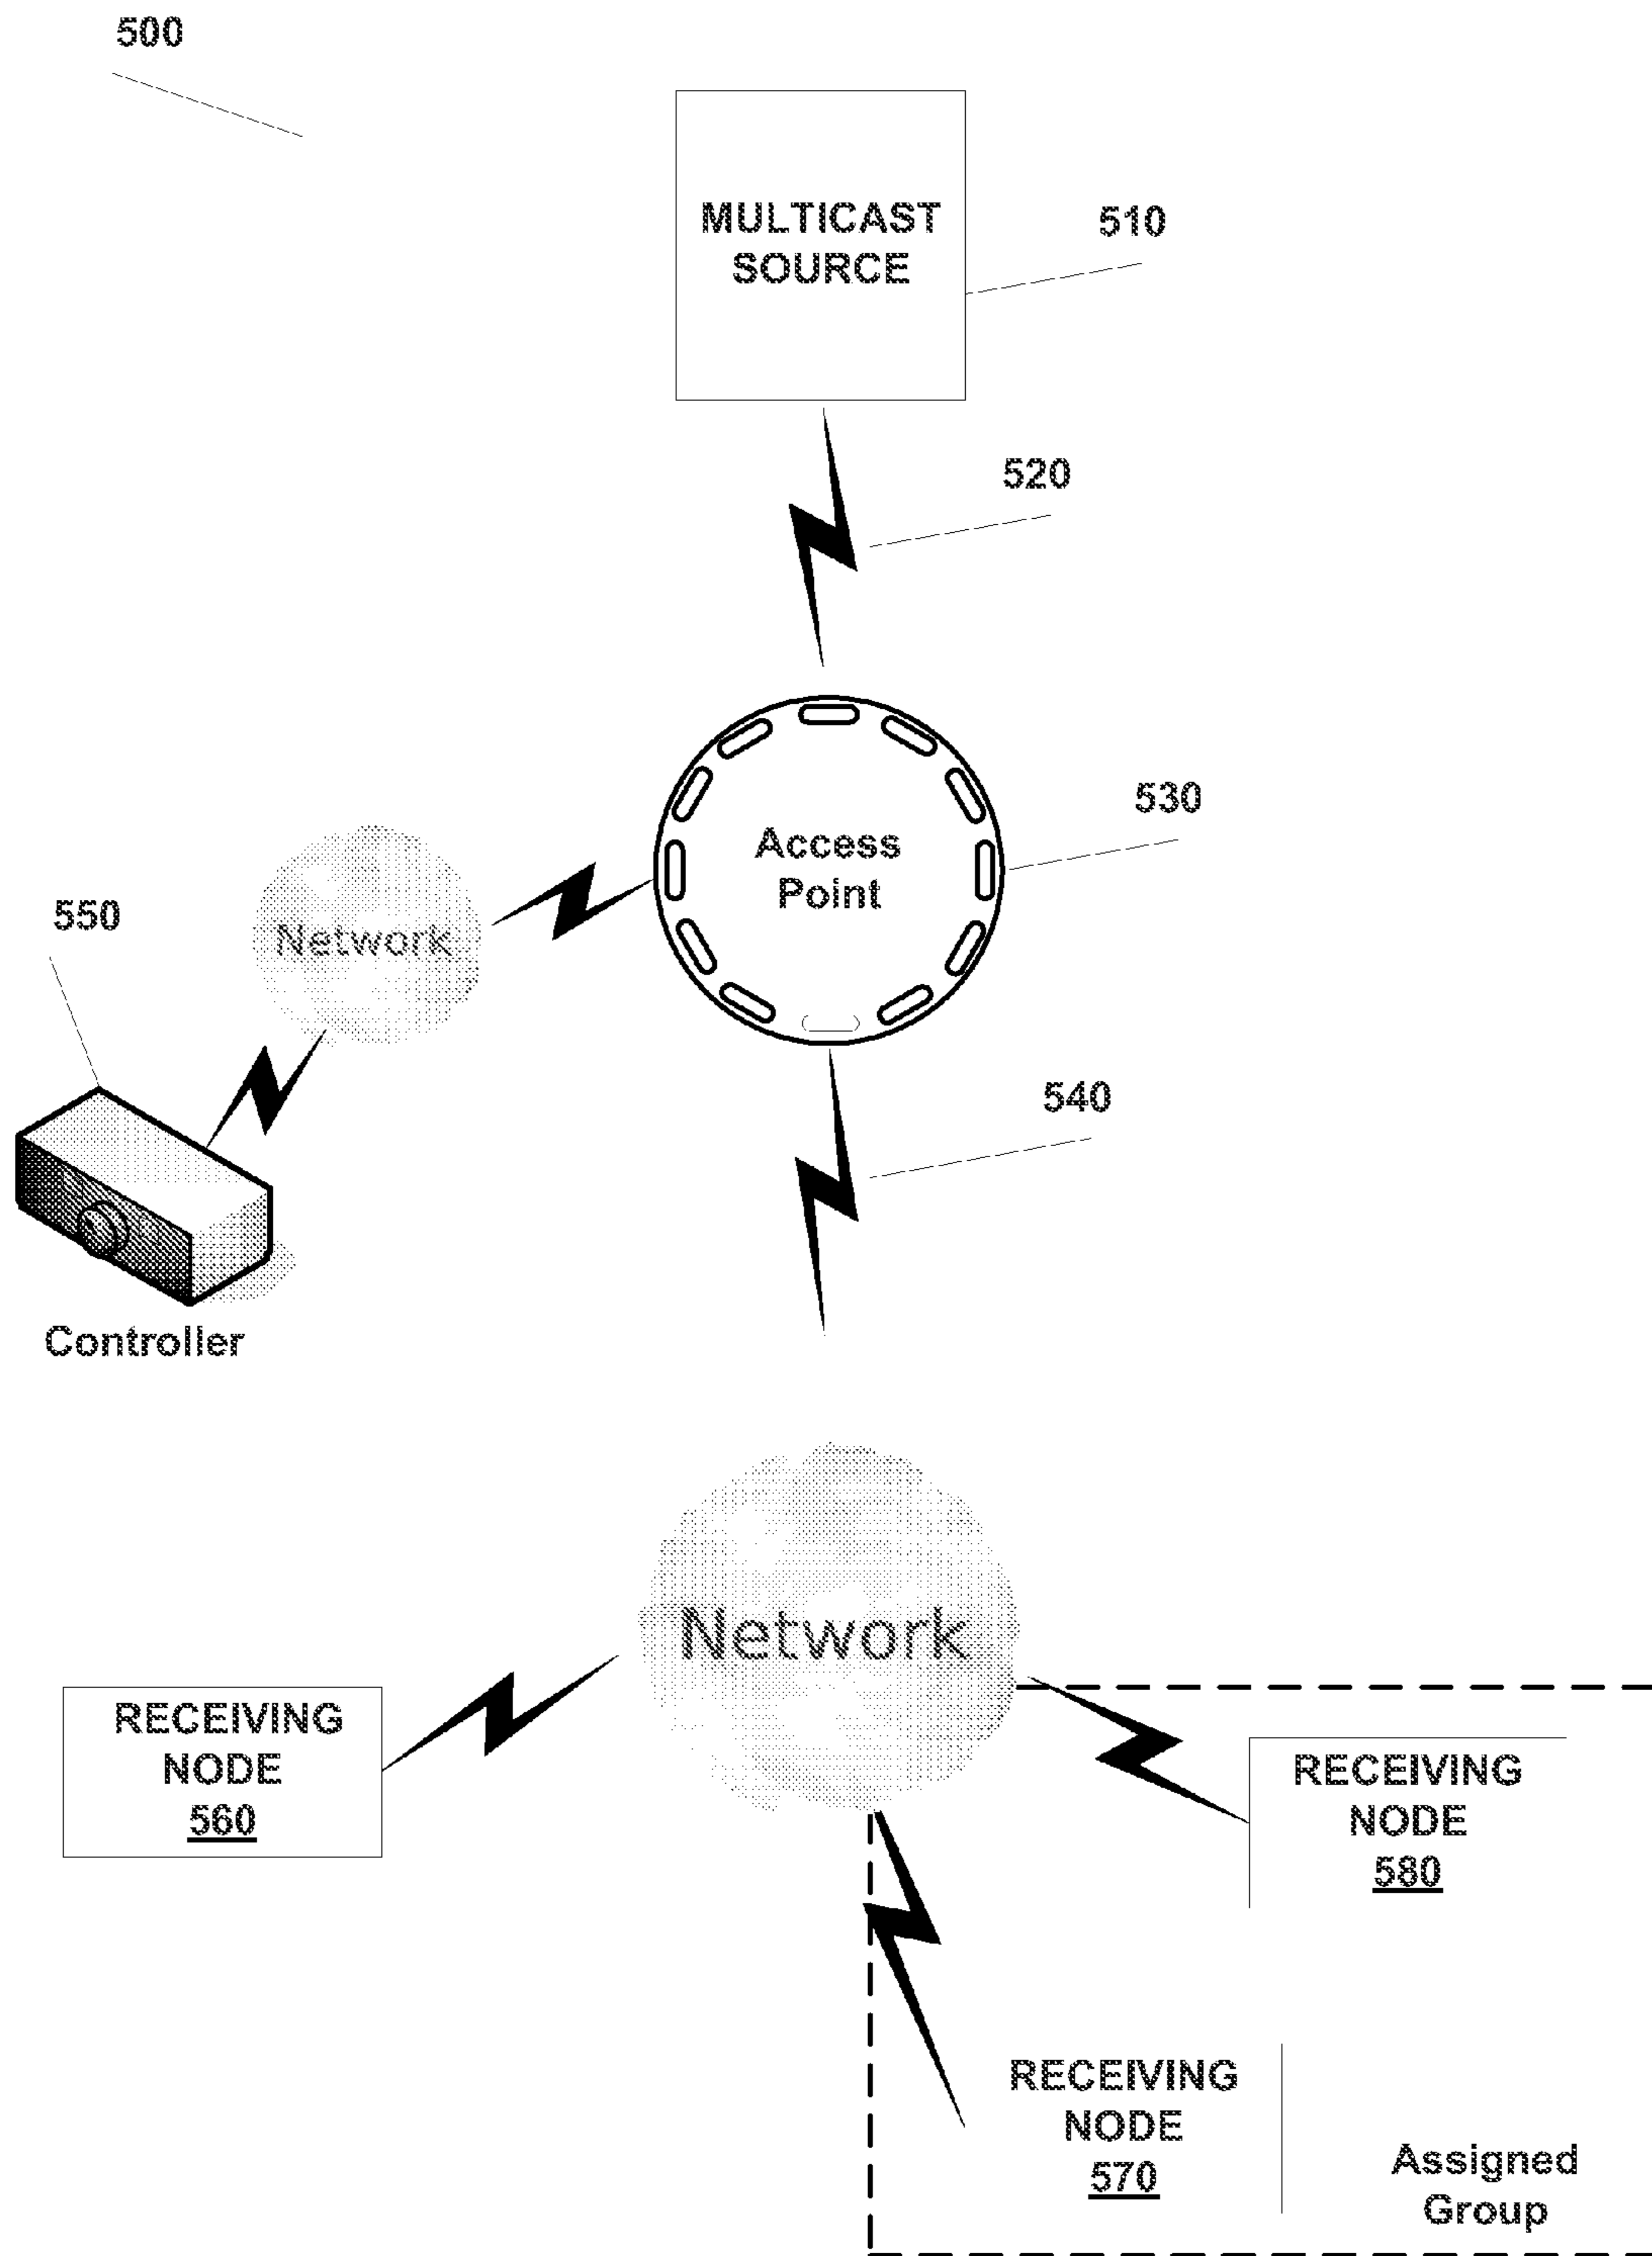 500
MULTICAST
SOURCE
510
520
530
Access
Point
Network
550
540
Controller
Network
RECEIVING
NODE
560
RECEIVING
NODE
580
RECEIVING
NODE
570
Assigned
Group